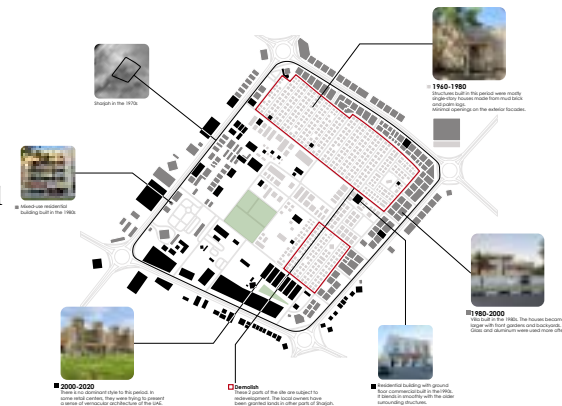 Sharjah in the 1970s
1960-1980
Structures built in this period were mostly
single-story houses made from mud brick
and palm logs.
Minimal openings on the exterior facades.
Mixed-use residential
building built in the 1980s
1980-2000
Villa built in the 1980s. The houses became
larger with front gardens and backyards.
Glass and aluminum were used more often
2000-2020
There is no dominant style to this period. In
some retail centers, they were trying to present
a sense of vernacular architecture of the UAE.
Demolish
These 2 parts of the site are subject to
redevelopment. The local owners have
been granted lands in other parts of Sharjah.
Residential building with ground
floor commercial built in the 1990s.
It blends in smoothly with the older
surrounding structures.